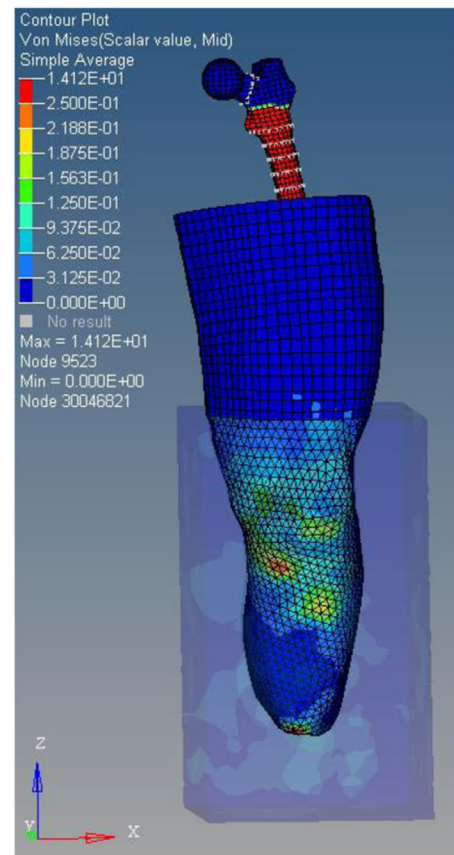 Contour Plot
Von Mises(Scalar value, Mid)
Simple Average
1.412E+01
2.500E-01
2.188E-01
1.875E-01
1.563E-01
1.250E-01
9.375E-02
6.250E-02
3.125E-02
0.000E+00
No result
Max = 1.412E+01
Node 9523
Min = 0.000E+00
Node 30046821
Z
Y
X